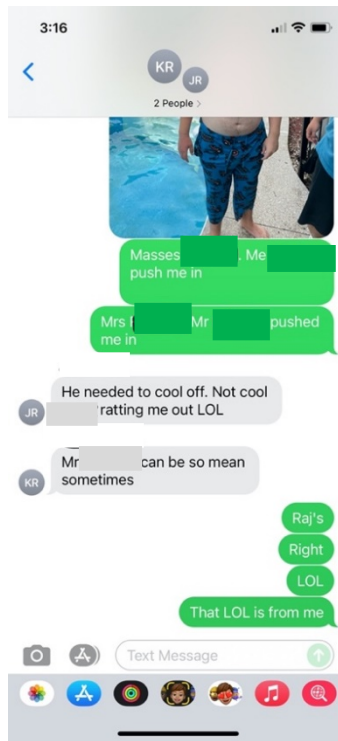 3:16
KR
JR
2 People >
Masses . Me
push me in
Mrs Mr pushed
me in
He needed to cool off. Not cool
JR ratting me out LOL
Mr can be so mean
KR sometimes
Raj's
Right
LOL
That LOL is from me
Text Message